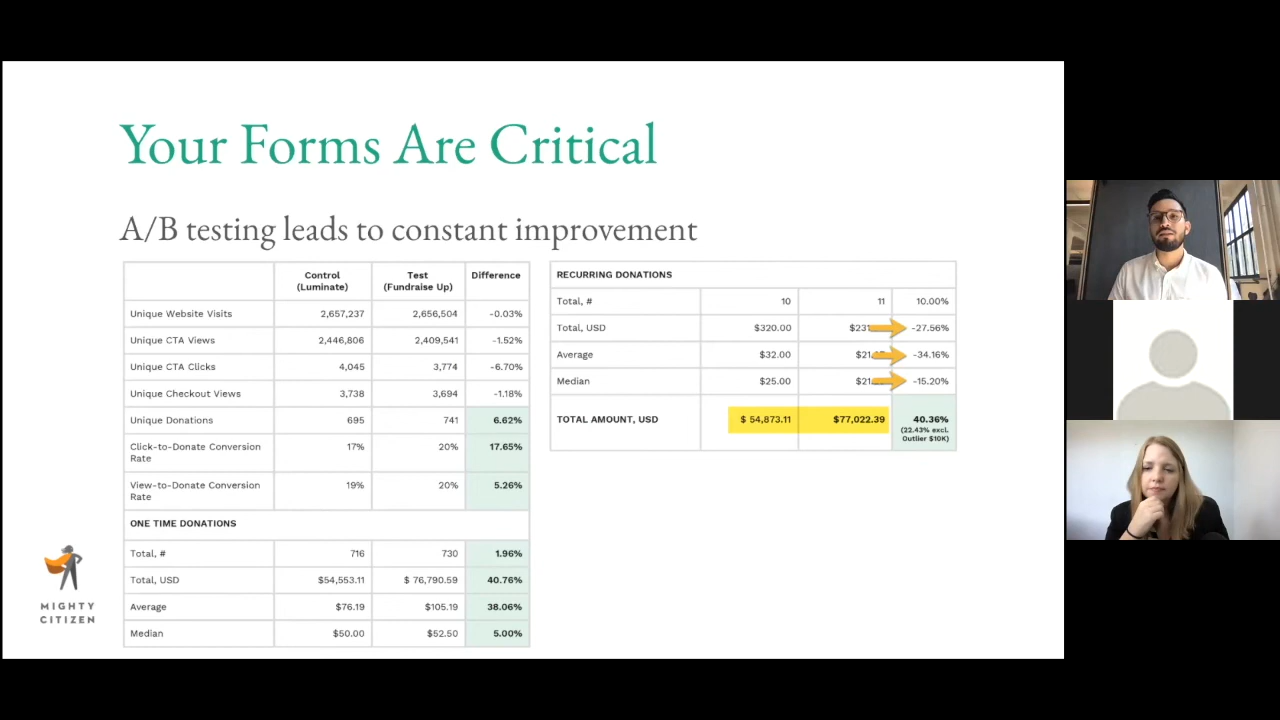 Your Forms Are Critical
A/B testing leads to constant improvement
Control Test Difference
(Luminate) (Fundraise Up)
Unique Website Visits 2,657,237 2,656,504 -0.03%
Unique CTA Views 2,446,806 2,409,541 -1.52%
Unique CTA Clicks 4,045 3,774 -6.70%
Unique Checkout Views 3,738 3,694 -1.18%
Unique Donations 695 741 6.62%
Click-to-Donate Conversion 17% 20% 17.65%
Rate
View-to-Donate Conversion 19% 20% 5.26%
Rate
ONE TIME DONATIONS
Total, # 716 730 1.96%
Total, USD $54,553.11 $ 76,790.59 40.76%
Average $76.19 $105.19 38.06%
Median $50.00 $52.50 5.00%
RECURRING DONATIONS
Total, # 10 11 10.00%
Total, USD $320.00 -27.56%
Average $32.00 -34.16%
Median $25.00 -15.20%
TOTAL AMOUNT, USD $ 54,873.11 $77,022.39 40.36%
(22.43% excl.
Outlier $10K)
MIGHTY
CITIZEN